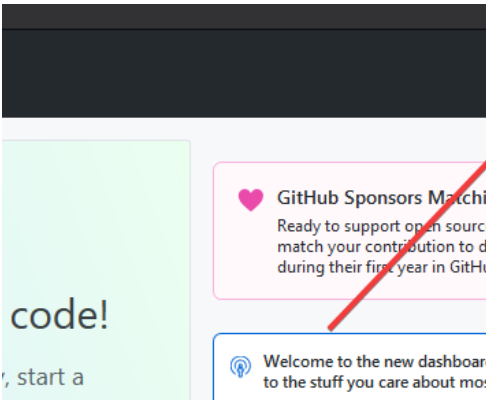 GitHub Sponsors Matchi
Ready to support open sourc
match your contribution to d
during their first year in GitHu
code!
, start a
Welcome to the new dashboard
to the stuff you care about mos